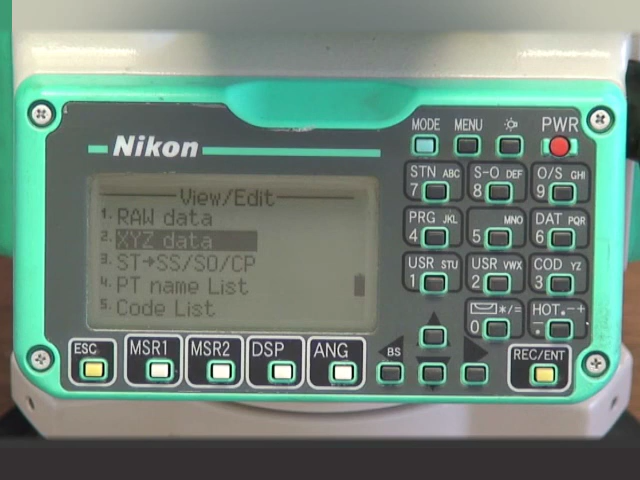 Nikon
View/Edit
1. RAW data
2. XYZ data
3. ST→SS/SO/CP
4. PT name List
5. Code List
MODE MENU PWR
STN ABC S-O DEF O/S GHI
7 8 9
PRG JKL MNO DAT PQR
4 5 6
USR STU USR VWX COD YZ
1 2 3
*/= HOT .-+
0 .
BS
ESC MSR1 MSR2 DSP ANG REC/ENT